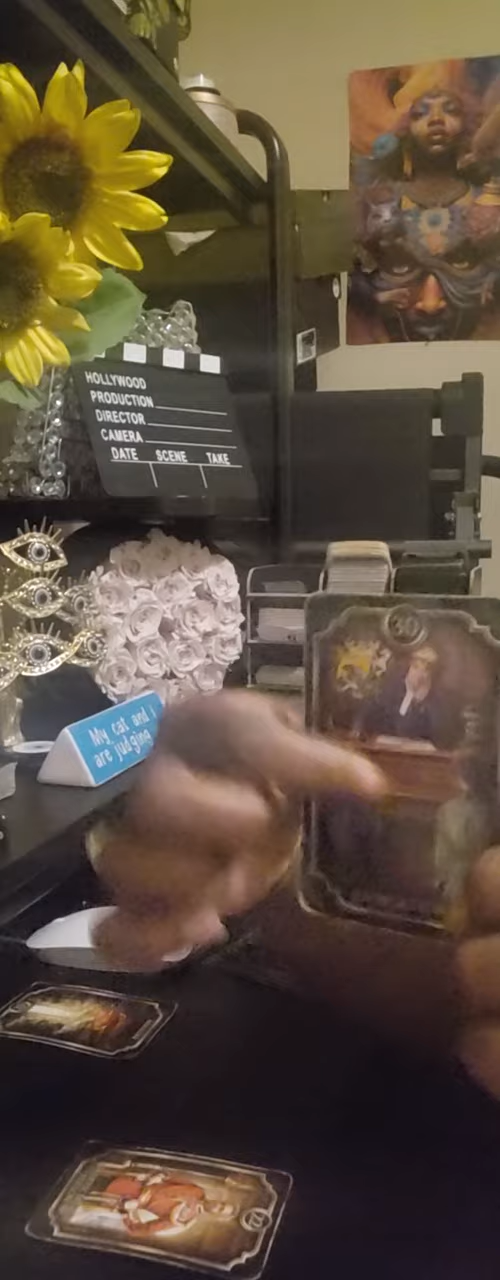 HOLLYWOOD
PRODUCTION
DIRECTOR
CAMERA
DATE SCENE TAKE
My cat and I
are judging